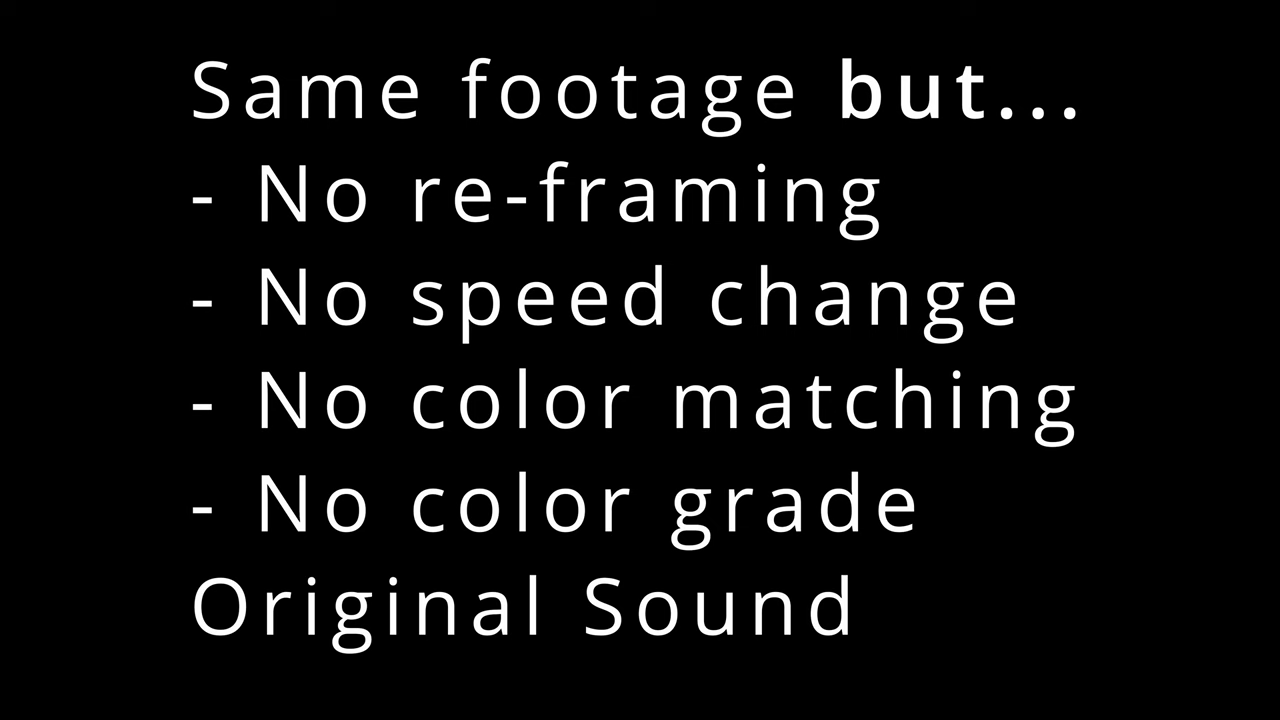 Same footage but...
- No re-framing
- No speed change
- No color matching
- No color grade
Original Sound